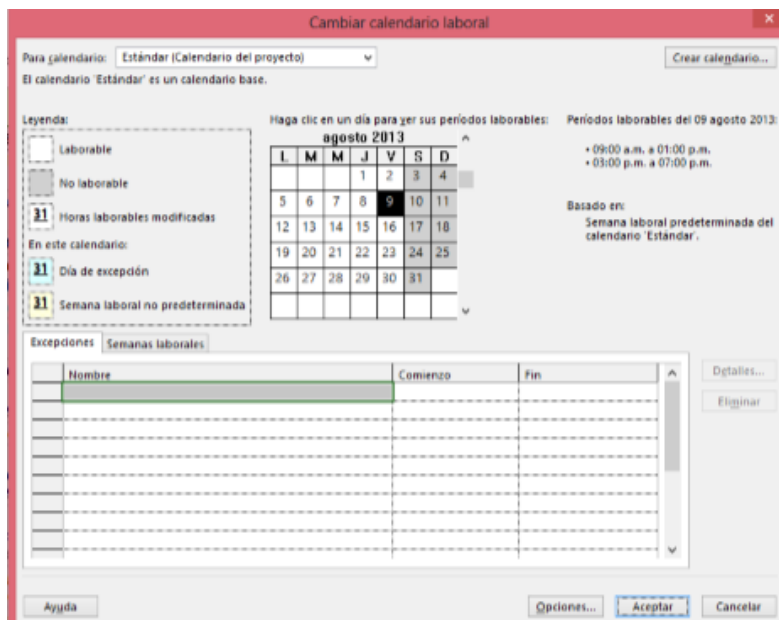 Cambiar calendario laboral
Para calendario: Estándar (Calendario del proyecto)
Crear calendario...
El calendario 'Estándar' es un calendario base.
Leyenda:
Laborable
No laborable
31 Horas laborables modificadas
En este calendario:
31 Día de excepción
31 Semana laboral no predeterminada
Haga clic en un día para ver sus períodos laborables:
agosto 2013
L M M J V S D
1 2 3 4
5 6 7 8 9 10 11
12 13 14 15 16 17 18
19 20 21 22 23 24 25
26 27 28 29 30 31
Períodos laborables del 09 agosto 2013:
• 09:00 a.m. a 01:00 p.m.
• 03:00 p.m. a 07:00 p.m.
Basado en:
Semana laboral predeterminada del
calendario 'Estándar'.
Excepciones Semanas laborales
Nombre Comienzo Fin
Detalles...
Eliminar
Ayuda Opciones... Aceptar Cancelar